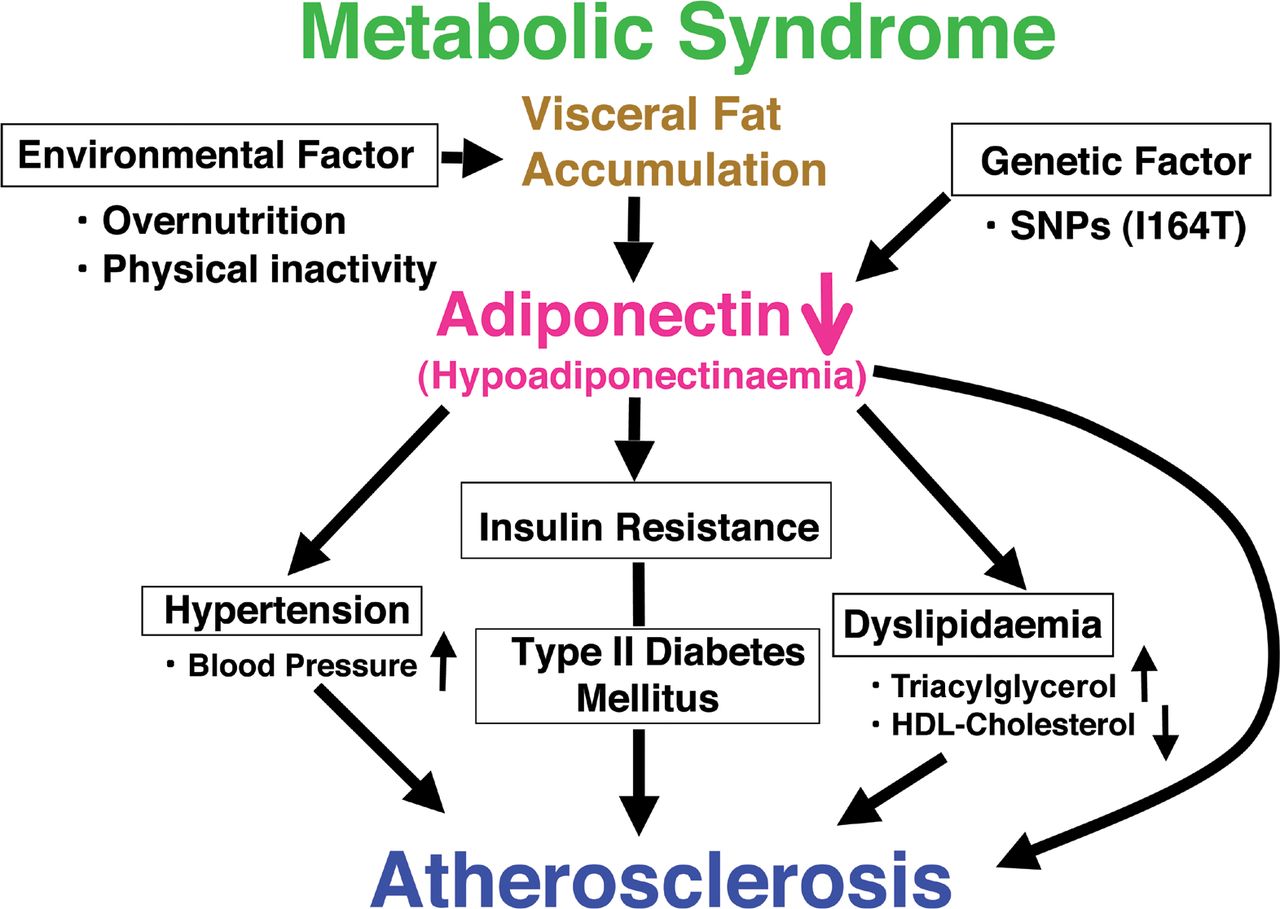 Metabolic Syndrome
Visceral Fat
Accumulation
Environmental Factor
· Overnutrition
· Physical inactivity
Genetic Factor
· SNPs (I164T)
Adiponectin ↓
(Hypoadiponectinaemia)
Insulin Resistance
Hypertension
· Blood Pressure ↑
Type II Diabetes
Mellitus
Dyslipidaemia
· Triacylglycerol ↑
· HDL-Cholesterol ↓
Atherosclerosis